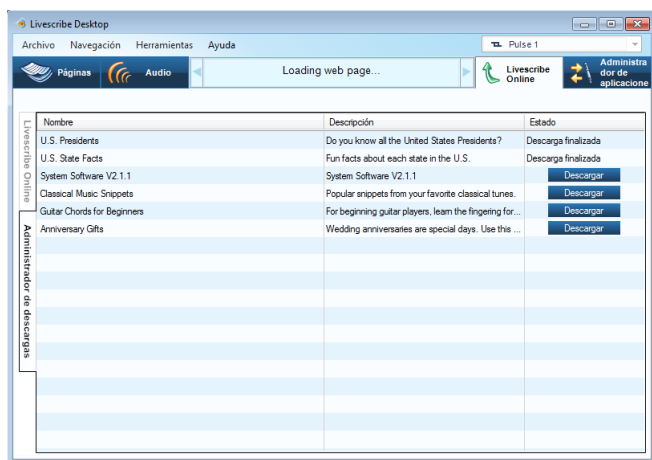 Livescribe Desktop
Archivo Navegación Herramientas Ayuda
Pulse 1
Páginas Audio Loading web page... Livescribe Online Administra
dor de
aplicacione
Livescribe Online
Administrador de descargas
Nombre Descripción Estado
U.S. Presidents Do you know all the United States Presidents? Descarga finalizada
U.S. State Facts Fun facts about each state in the U.S. Descarga finalizada
System Software V2.1.1 System Software V2.1.1 Descargar
Classical Music Snippets Popular snippets from your favorite classical tunes. Descargar
Guitar Chords for Beginners For beginning guitar players, learn the fingering for... Descargar
Anniversary Gifts Wedding anniversaries are special days. Use this ... Descargar